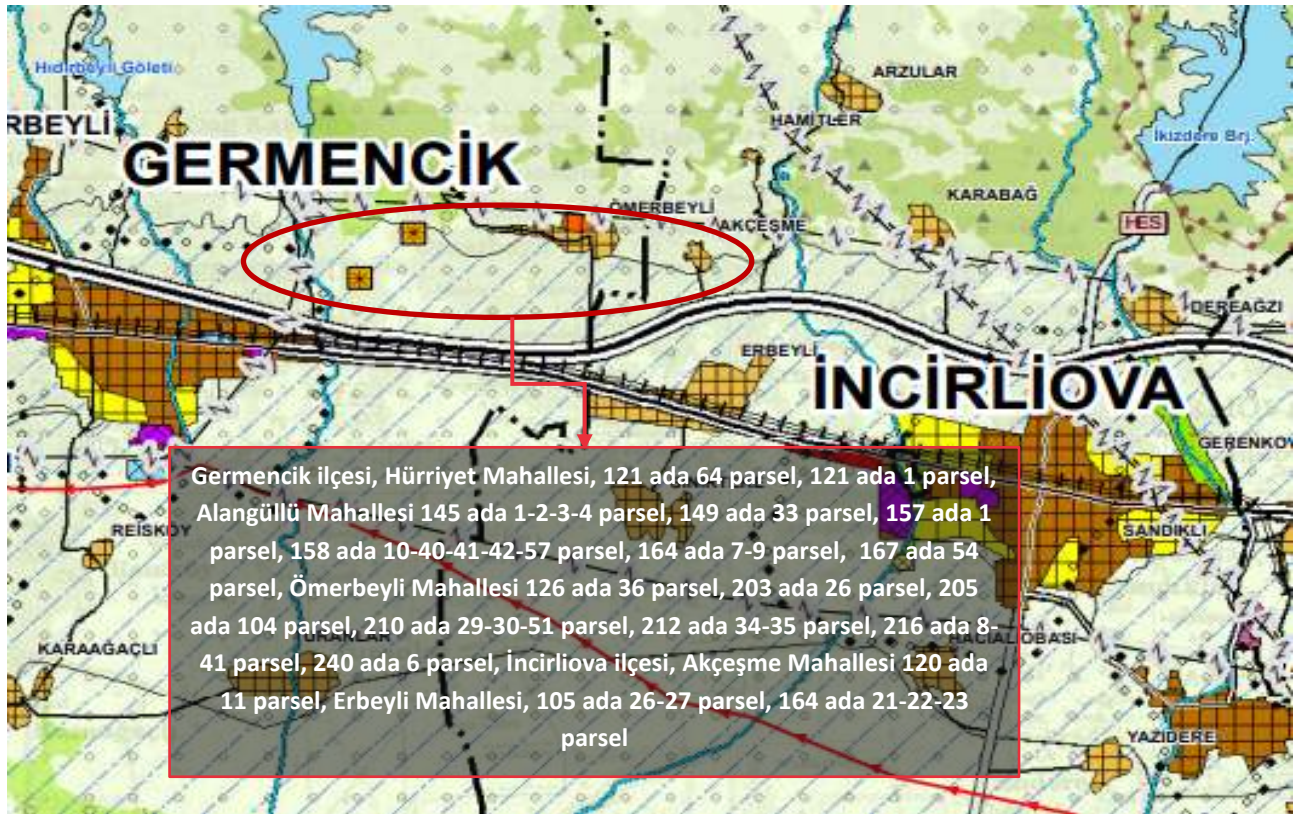 Hıdırbeyli Göleti
ARZULAR
RBEYLİ
HAMİTLER
İkizdere Brj.
GERMENCİK
KARABAĞ
ÖMERBEYLİ
AKÇEŞME
HES
DEREAĞZI
ERBEYLİ
İNCİRLİOVA
GERENKÖY
Germencik ilçesi, Hürriyet Mahallesi, 121 ada 64 parsel, 121 ada 1 parsel,
Alangüllü Mahallesi 145 ada 1-2-3-4 parsel, 149 ada 33 parsel, 157 ada 1
parsel, 158 ada 10-40-41-42-57 parsel, 164 ada 7-9 parsel, 167 ada 54
parsel, Ömerbeyli Mahallesi 126 ada 36 parsel, 203 ada 26 parsel, 205
ada 104 parsel, 210 ada 29-30-51 parsel, 212 ada 34-35 parsel, 216 ada 8-
41 parsel, 240 ada 6 parsel, İncirliova ilçesi, Akçeşme Mahallesi 120 ada
11 parsel, Erbeyli Mahallesi, 105 ada 26-27 parsel, 164 ada 21-22-23
parsel
REİSKÖY
SANDIKLI
KARAAĞAÇLI
YAZIDERE